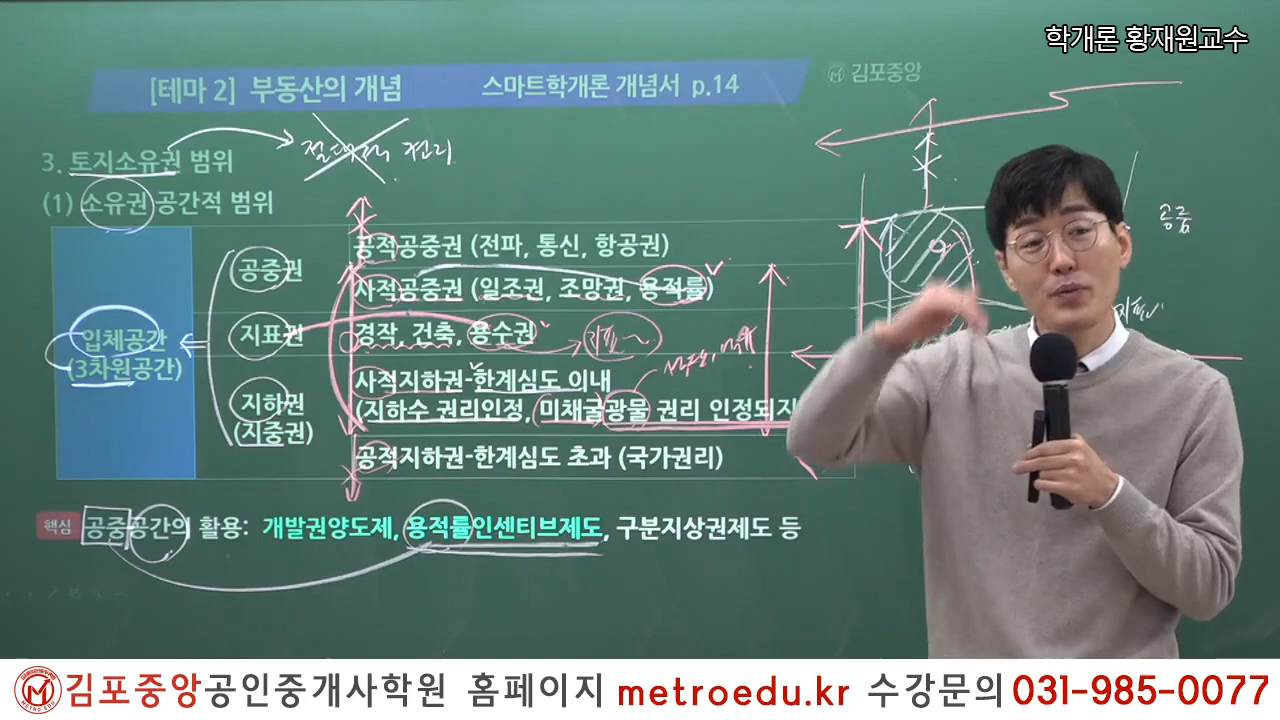 학개론 황재원교수
[테마 2] 부동산의 개념 스마트학개론 개념서 p.14
김포중앙
3. 토지소유권 범위
권리
(1) 소유권 공간적 범위
공중
입체공간
(3차원공간)
공중권
공적공중권 (전파, 통신, 항공권)
사적공중권 (일조권, 조망권, 용적률)
지표권
경작, 건축, 용수권
지표
지하권
(지중권)
사적지하권-한계심도 이내
(지하수 권리인정, 미채굴광물 권리 인정되지
공적지하권-한계심도 초과 (국가권리)
핵심 공중공간의 활용: 개발권양도제, 용적률인센티브제도, 구분지상권제도 등
METRO EDU
김포중앙공인중개사학원 홈페이지 metroedu.kr 수강문의 031-985-0077